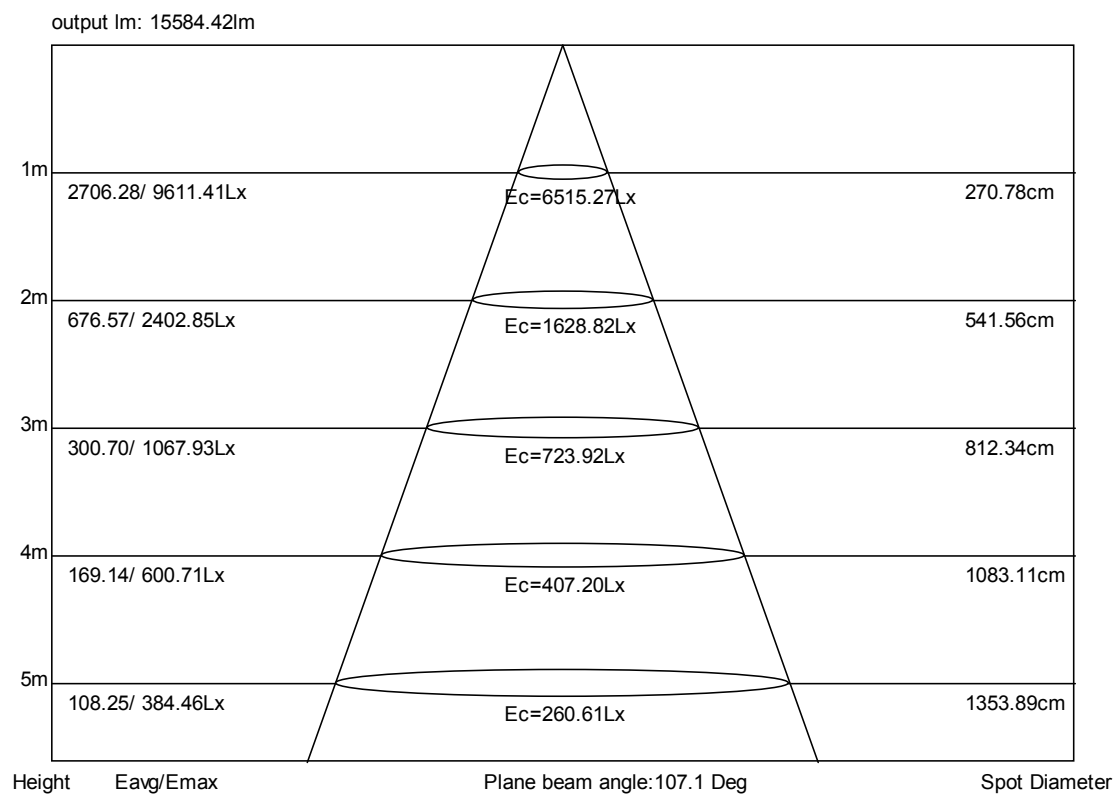 output lm: 15584.42lm
1m
2706.28/ 9611.41Lx
Ec=6515.27Lx
270.78cm
2m
676.57/ 2402.85Lx
Ec=1628.82Lx
541.56cm
3m
300.70/ 1067.93Lx
Ec=723.92Lx
812.34cm
4m
169.14/ 600.71Lx
Ec=407.20Lx
1083.11cm
5m
108.25/ 384.46Lx
Ec=260.61Lx
1353.89cm
Height Eavg/Emax Plane beam angle:107.1 Deg Spot Diameter